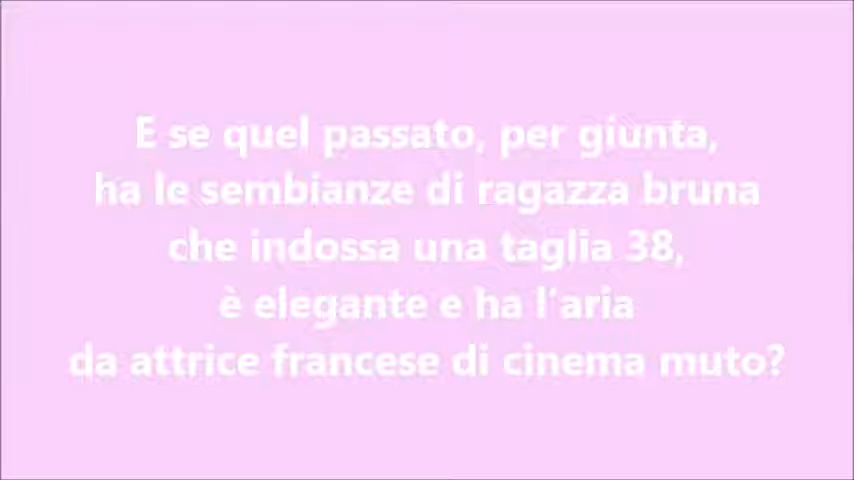 E se quel passato, per giunta,
ha le sembianze di ragazza bruna
che indossa una taglia 38,
è elegante e ha l'aria
da attrice francese di cinema muto?